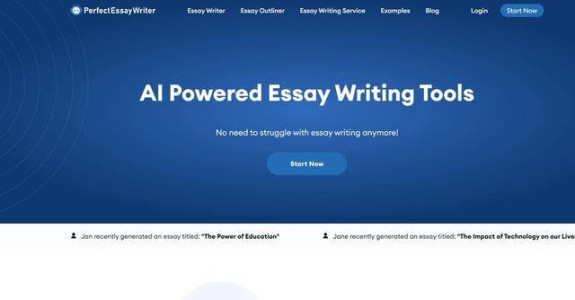 PerfectEssayWriter Essay Writer Essay Outliner Essay Writing Service Examples Blog Login Start Now
AI Powered Essay Writing Tools
No need to struggle with essay writing anymore!
Start Now
Jan recently generated an essay titled: "The Power of Education" Jane recently generated an essay titled: "The Impact of Technology on our Live